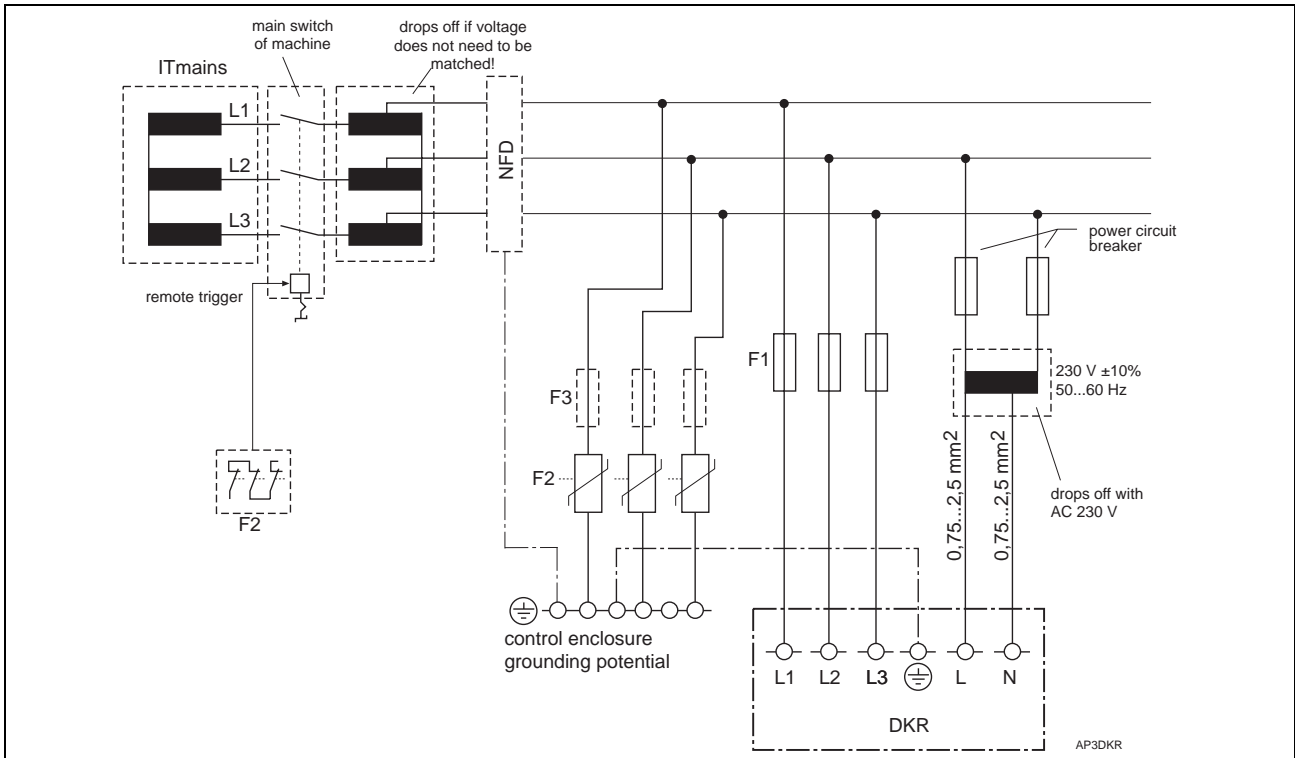 main switch
of machine
drops off if voltage
does not need to be
matched!
ITmains
L1
L2
L3
NFD
remote trigger
power circuit
breaker
F1
F3
230 V ±10%
50...60 Hz
F2
F2
0,75...2,5 mm2
0,75...2,5 mm2
drops off with
AC 230 V
control enclosure
grounding potential
L1
L2
L3
L
N
DKR
AP3DKR